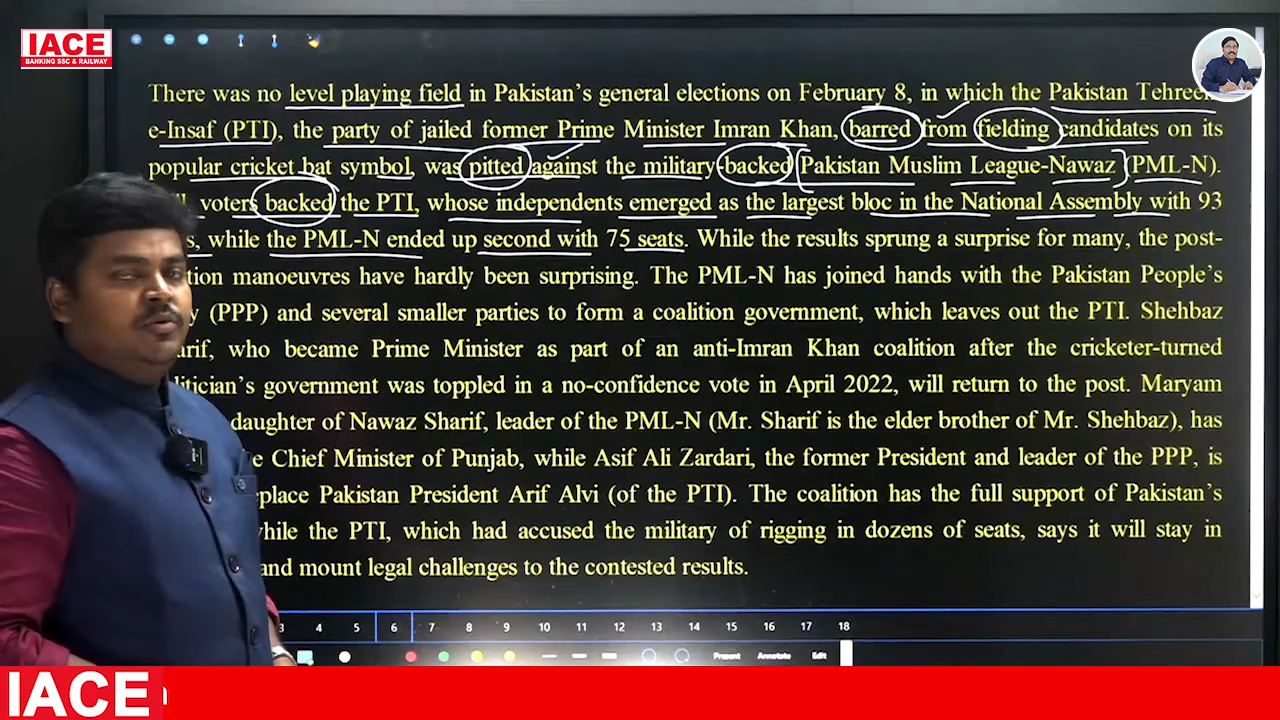 IACE
BANKING SSC & RAILWAY
There was no level playing field in Pakistan's general elections on February 8, in which the Pakistan
e-Insaf (PTI), the party of jailed former Prime Minister Imran Khan, barred from fielding candidates on its
popular cricket bat symbol, was pitted against the military-backed Pakistan Muslim League-Nawaz (PML-N).
voters backed the PTI, whose independents emerged as the largest bloc in the National Assembly with 93
while the PML-N ended up second with 75 seats. While the results sprung a surprise for many, the post-
manoeuvres have hardly been surprising. The PML-N has joined hands with the Pakistan People's
(PPP) and several smaller parties to form a coalition government, which leaves out the PTI. Shehbaz
who became Prime Minister as part of an anti-Imran Khan coalition after the cricketer-turned
government was toppled in a no-confidence vote in April 2022, will return to the post. Maryam
daughter of Nawaz Sharif, leader of the PML-N (Mr. Sharif is the elder brother of Mr. Shehbaz), has
Chief Minister of Punjab, while Asif Ali Zardari, the former President and leader of the PPP, is
Pakistan President Arif Alvi (of the PTI). The coalition has the full support of Pakistan's
while the PTI, which had accused the military of rigging in dozens of seats, says it will stay in
and mount legal challenges to the contested results.
3 4 5 6 7 8 9 10 11 12 13 14 15 16 17 18
Present Annotate Edit
IACE